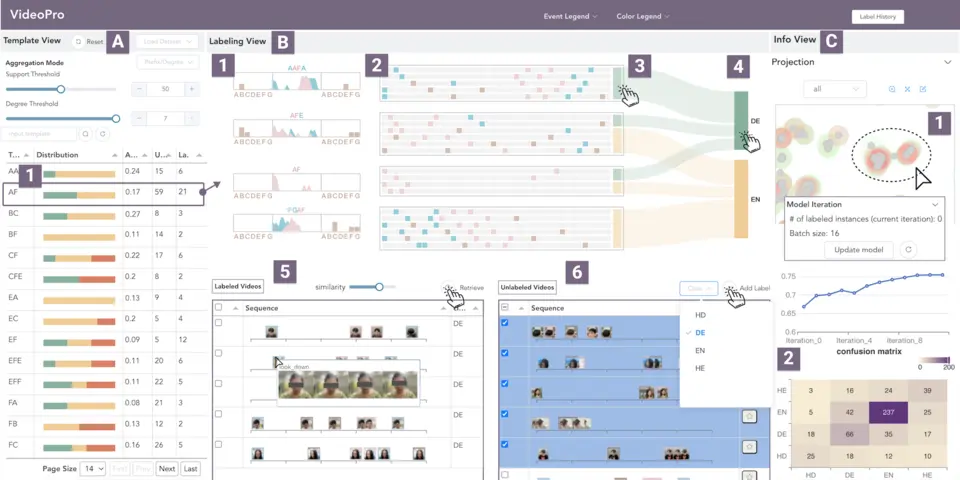 VideoPro
Event Legend
Color Legend
Label History
Template View
Reset
A
Load Dataset
Aggregation Mode
Prefix/Degree
Support Threshold
50
Degree Threshold
7
input template
T...
Distribution
A...
U...
La.
1
AA
0.24
15
6
AF
0.17
59
21
BC
0.27
8
3
BF
0.11
14
2
CF
0.22
17
6
CFE
0.2
8
2
EA
0.13
9
4
EC
0.2
5
4
EF
0.09
5
12
EFE
0.11
20
6
EFF
0.11
22
5
FA
0.08
21
3
FB
0.13
12
2
FC
0.16
26
5
Page Size
14
First
Prev
Next
Last
Labeling View
B
1
2
3
4
AAFA
ABCDEFG
ABCDEFG
AFE
AF
ABCDEFG
ABCDEFG
DE
EN
5
Labeled Videos
similarity
Retrieve
Sequence
DE
DE
look_down
DE
DE
DE
6
Unlabeled Videos
Add Label
Sequence
HD
DE
EN
HE
Info View
C
Projection
all
1
Model Iteration
# of labeled instances (current iteration): 0
Batch size: 16
Update model
0.75
0.7
0.65
0.6
Iteration_0
Iteration_4
Iteration_8
confusion matrix
2
0
200
HE
3
16
24
39
EN
5
42
237
25
DE
18
66
35
17
HD
25
18
12
10
HD
DE
EN
HE